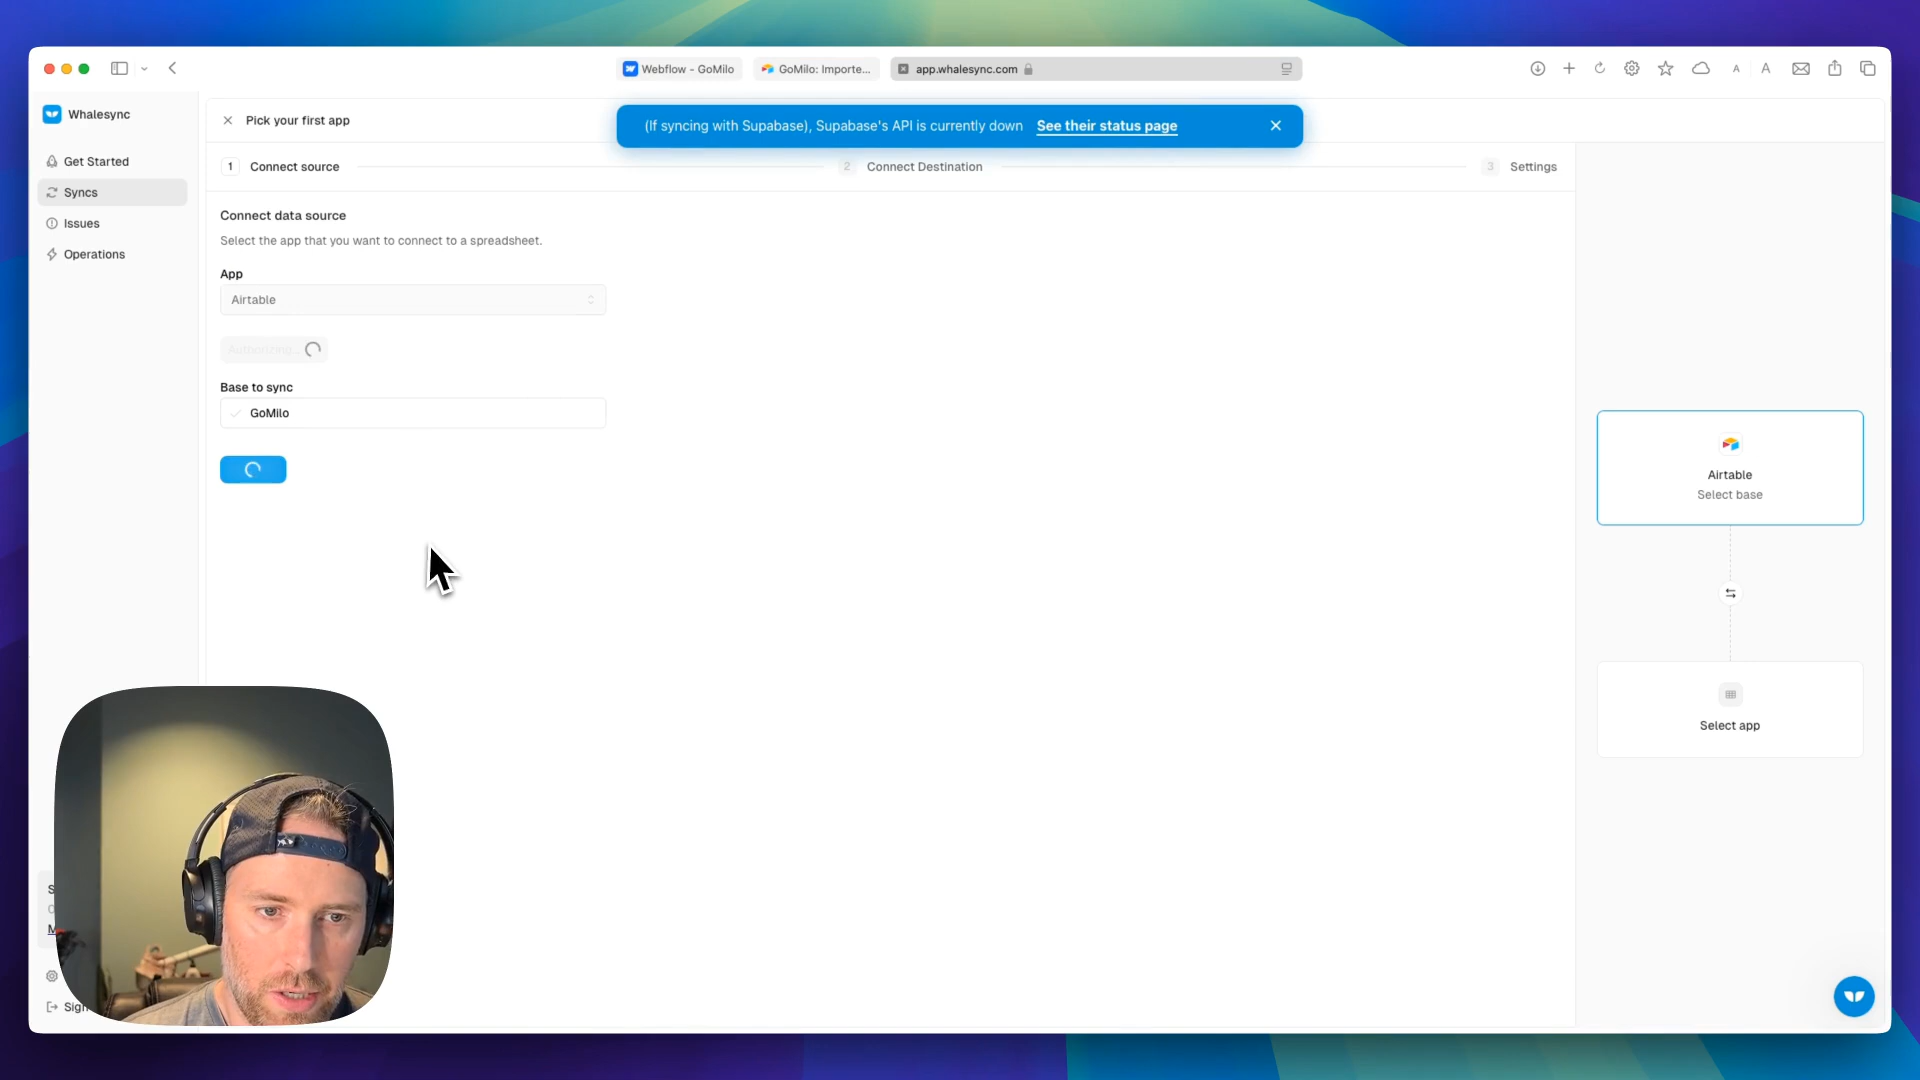 Webflow - GoMilo
GoMilo: Importe...
app.whalesync.com
A
A
Whalesync
Get Started
Syncs
Issues
Operations
Pick your first app
(If syncing with Supabase), Supabase's API is currently down See their status page
1 Connect source
2 Connect Destination
3 Settings
Connect data source
Select the app that you want to connect to a spreadsheet.
App
Airtable
Base to sync
GoMilo
Airtable
Select base
Select app
S
M
Sign